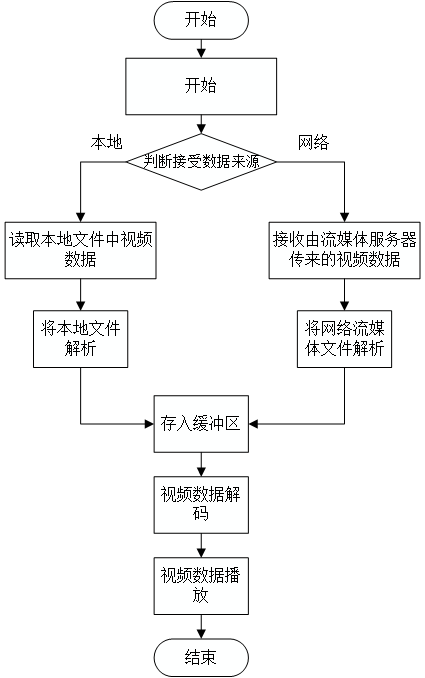 开始
开始
本地
网络
判断接受数据来源
读取本地文件中视频
数据
接收由流媒体服务器
传来的视频数据
将本地文件
解析
将网络流媒
体文件解析
存入缓冲区
视频数据解
码
视频数据播
放
结束